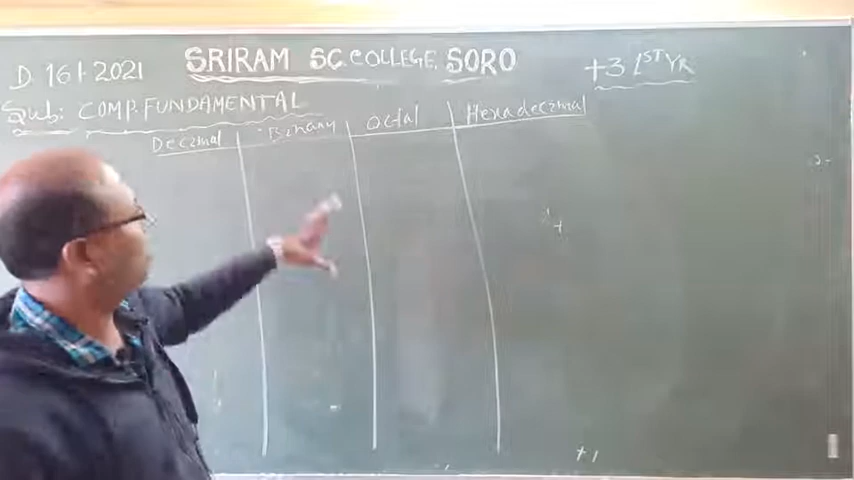 SRIRAM SC. COLLEGE. SORO
D. 16 1. 2021
+3 1ST YR
Sub: COMP. FUNDAMENTAL
Decimal Binary Octal Hexadecimal